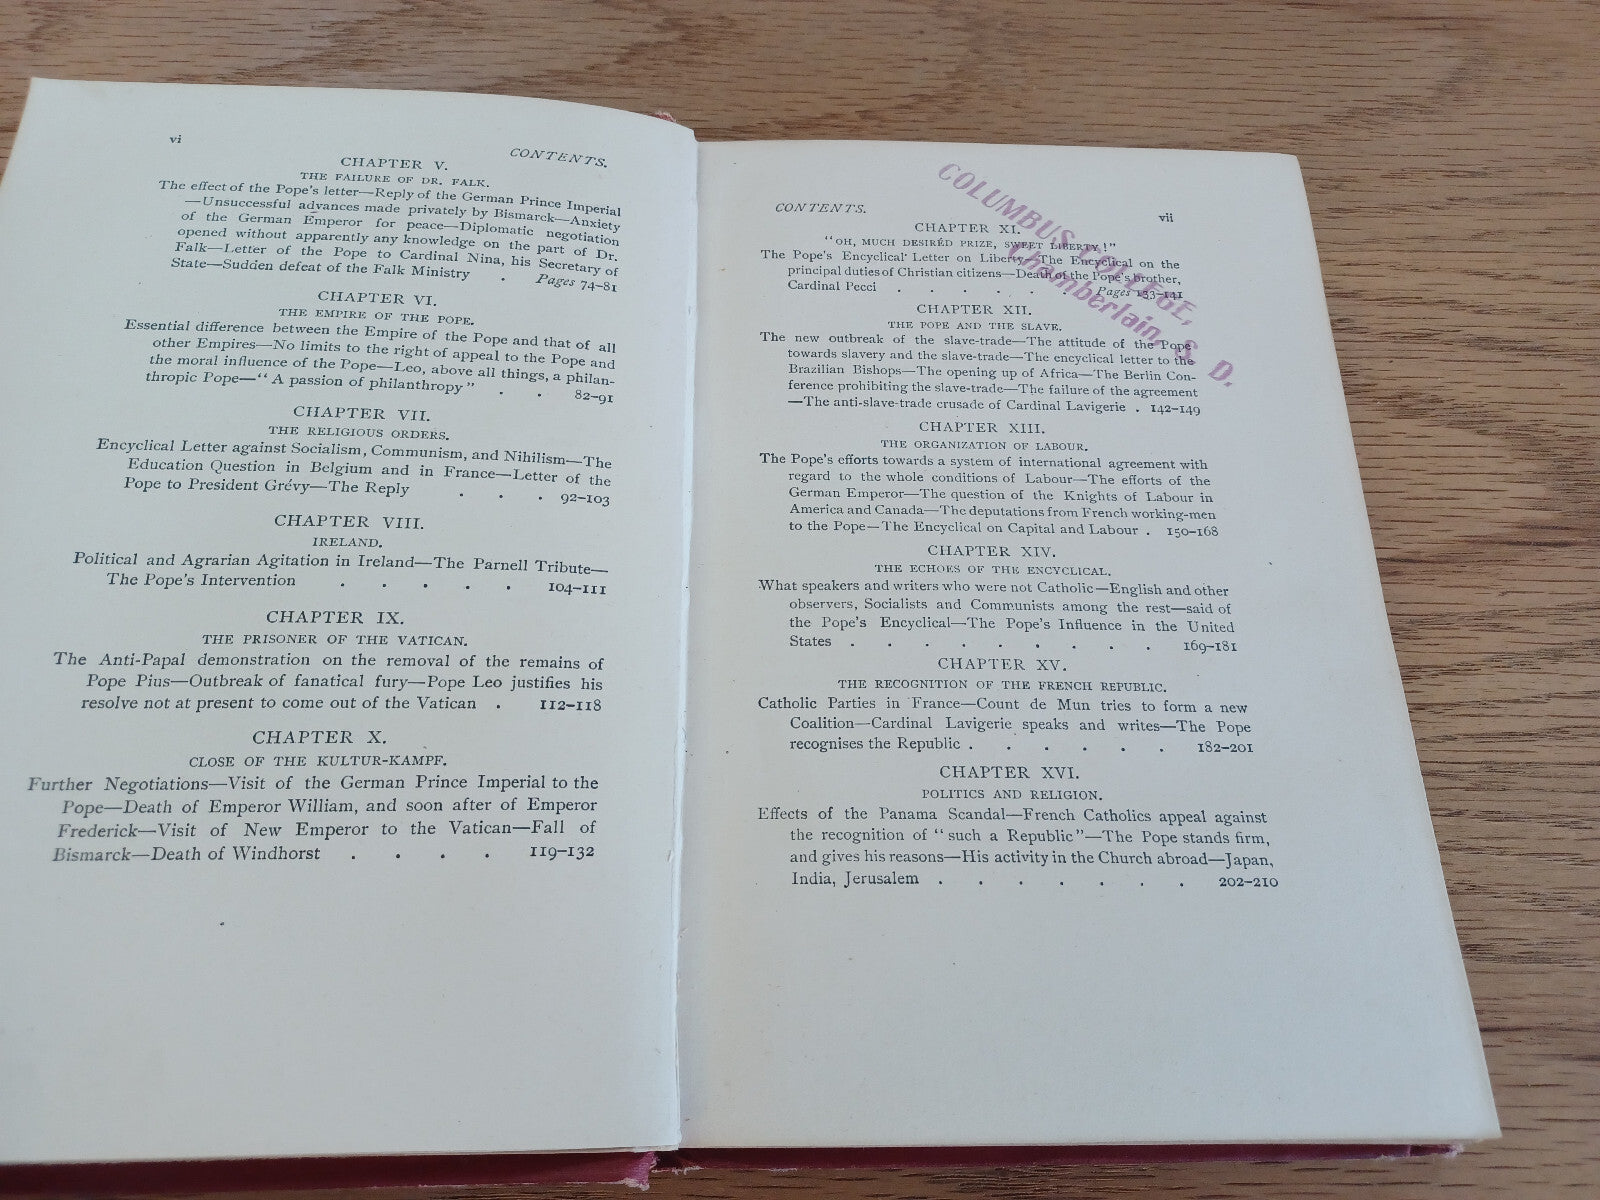 vi
CONTENTS.
CHAPTER V.
THE FAILURE OF DR. FALK.
The effect of the Pope's letter—Reply of the German Prince Imperial
—Unsuccessful advances made privately by Bismarck—Anxiety
of the German Emperor for peace—Diplomatic negotiation
opened without apparently any knowledge on the part of Dr.
Falk—Letter of the Pope to Cardinal Nina, his Secretary of
State—Sudden defeat of the Falk Ministry . Pages 74–81
CHAPTER VI.
THE EMPIRE OF THE POPE.
Essential difference between the Empire of the Pope and that of all
other Empires—No limits to the right of appeal to the Pope and
the moral influence of the Pope—Leo, above all things, a philan-
thropic Pope—"A passion of philanthropy" . . 82–91
CHAPTER VII.
THE RELIGIOUS ORDERS.
Encyclical Letter against Socialism, Communism, and Nihilism—The
Education Question in Belgium and in France—Letter of the
Pope to President Grévy—The Reply . . . 92–103
CHAPTER VIII.
IRELAND.
Political and Agrarian Agitation in Ireland—The Parnell Tribute—
The Pope's Intervention . . . . . 104–111
CHAPTER IX.
THE PRISONER OF THE VATICAN.
The Anti-Papal demonstration on the removal of the remains of
Pope Pius—Outbreak of fanatical fury—Pope Leo justifies his
resolve not at present to come out of the Vatican . 112–118
CHAPTER X.
CLOSE OF THE KULTUR-KAMPF.
Further Negotiations—Visit of the German Prince Imperial to the
Pope—Death of Emperor William, and soon after of Emperor
Frederick—Visit of New Emperor to the Vatican—Fall of
Bismarck—Death of Windhorst . . . . 119–132
COLUMBUS COLLEGE,
Chamberlain, S. D.
CONTENTS.
vii
CHAPTER XI.
"OH, MUCH DESIRÉD PRIZE, SWEET LIBERTY!"
The Pope's Encyclical Letter on Liberty—The Encyclical on the
principal duties of Christian citizens—Death of the Pope's brother,
Cardinal Pecci . . . . . . Pages 133–141
CHAPTER XII.
THE POPE AND THE SLAVE.
The new outbreak of the slave-trade—The attitude of the Pope
towards slavery and the slave-trade—The encyclical letter to the
Brazilian Bishops—The opening up of Africa—The Berlin Con-
ference prohibiting the slave-trade—The failure of the agreement
—The anti-slave-trade crusade of Cardinal Lavigerie . 142–149
CHAPTER XIII.
THE ORGANIZATION OF LABOUR.
The Pope's efforts towards a system of international agreement with
regard to the whole conditions of Labour—The efforts of the
German Emperor—The question of the Knights of Labour in
America and Canada—The deputations from French working-men
to the Pope—The Encyclical on Capital and Labour . 150–168
CHAPTER XIV.
THE ECHOES OF THE ENCYCLICAL.
What speakers and writers who were not Catholic—English and other
observers, Socialists and Communists among the rest—said of
the Pope's Encyclical—The Pope's Influence in the United
States . . . . . . . . 169–181
CHAPTER XV.
THE RECOGNITION OF THE FRENCH REPUBLIC.
Catholic Parties in France—Count de Mun tries to form a new
Coalition—Cardinal Lavigerie speaks and writes—The Pope
recognises the Republic . . . . . . 182–201
CHAPTER XVI.
POLITICS AND RELIGION.
Effects of the Panama Scandal—French Catholics appeal against
the recognition of "such a Republic"—The Pope stands firm,
and gives his reasons—His activity in the Church abroad—Japan,
India, Jerusalem . . . . . . . 202–210